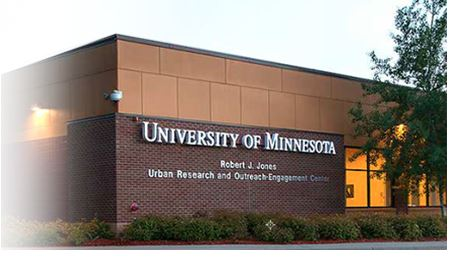 UNIVERSITY OF MINNESOTA
Robert J. Jones
Urban Research and Outreach-Engagement Center